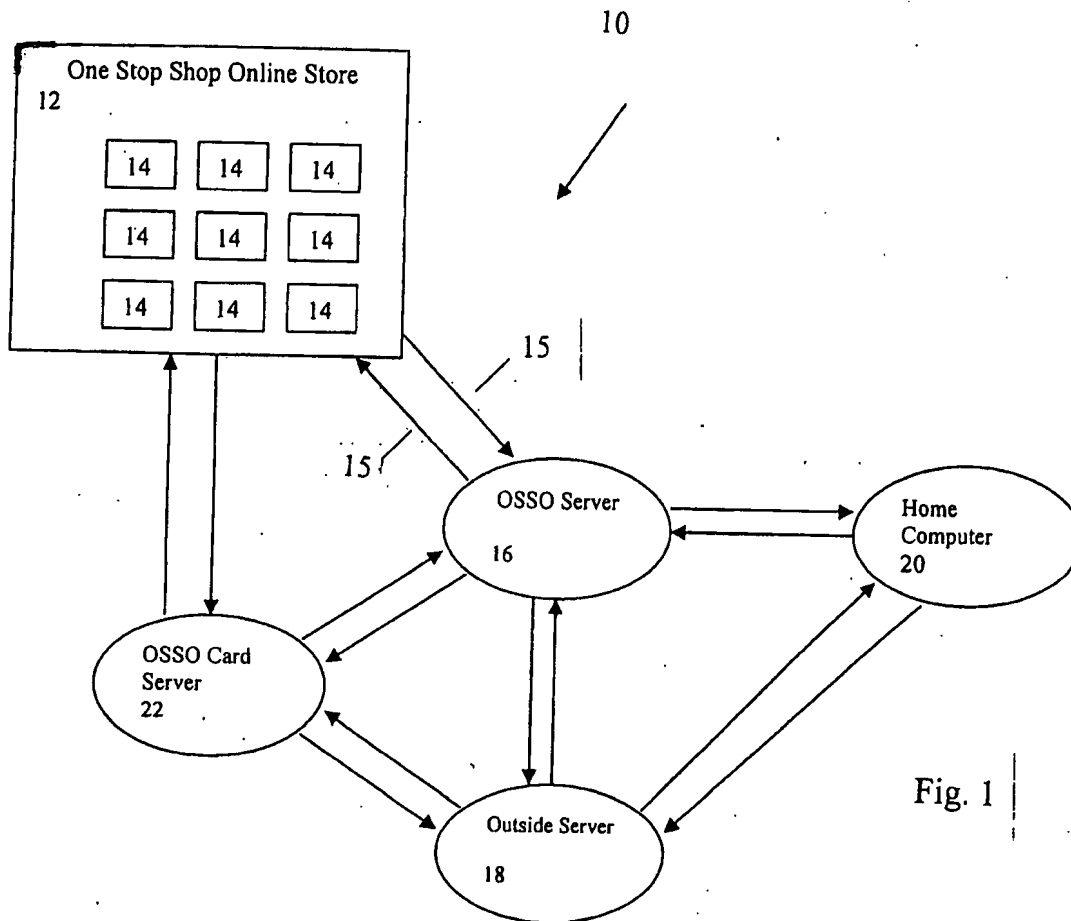 10
One Stop Shop Online Store
12
14 14 14
14 14 14
14 14 14
15
15
OSSO Server
16
Home
Computer
20
OSSO Card
Server
22
Outside Server
18
Fig. 1